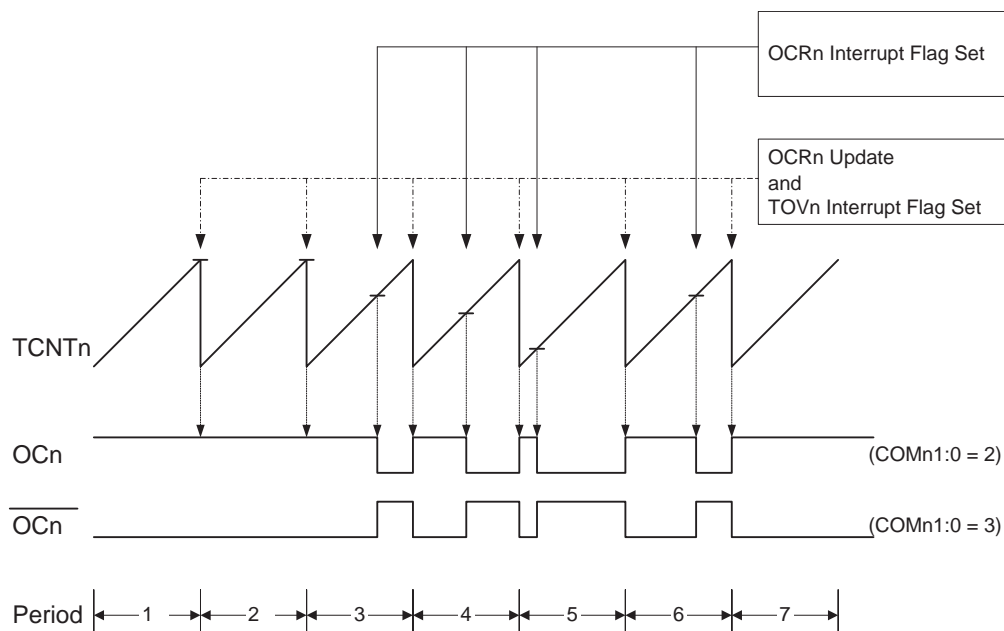 OCRn Interrupt Flag Set
OCRn Update
and
TOVn Interrupt Flag Set
TCNTn
OCn
(COMn1:0 = 2)
OCn
(COMn1:0 = 3)
Period
1
2
3
4
5
6
7